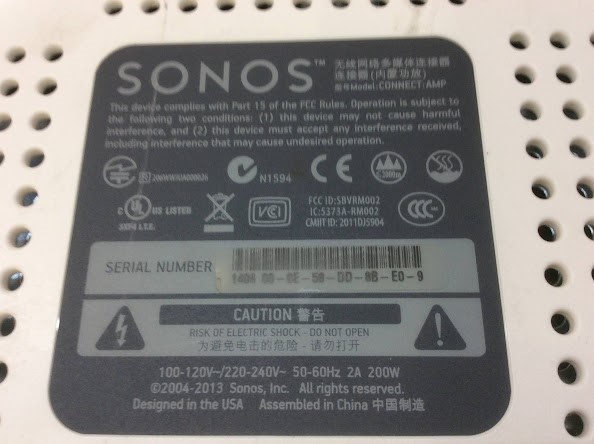 SONOS™
无线网络多媒体连接器
连接器(内置功放)
型号Model: CONNECT:AMP
This device complies with Part 15 of the FCC Rules. Operation is subject to
the following two conditions: (1) this device may not cause harmful
interference, and (2) this device must accept any interference received,
including interference that may cause undesired operation.
N1594
CE
C UL US LISTED
VCI
FCC ID:SBVRM002
IC:5373A-RM002
CMIIT ID: 2011DJ5904
CCC
SERIAL NUMBER
CAUTION 警告
RISK OF ELECTRIC SHOCK - DO NOT OPEN
为避免电击的危险 - 请勿打开
100-120V~/220-240V~ 50-60Hz 2A 200W
©2004-2013 Sonos, Inc. All rights reserved.
Designed in the USA Assembled in China 中国制造